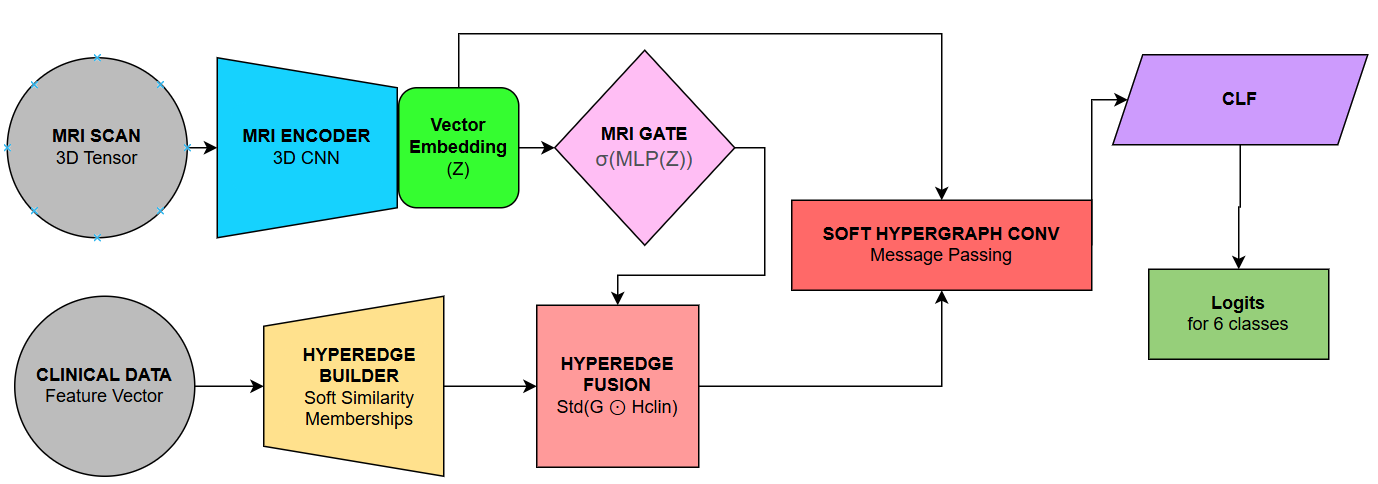 MRI SCAN
3D Tensor
MRI ENCODER
3D CNN
Vector
Embedding
(Z)
MRI GATE
σ(MLP(Z))
CLF
SOFT HYPERGRAPH CONV
Message Passing
Logits
for 6 classes
CLINICAL DATA
Feature Vector
HYPEREDGE
BUILDER
Soft Similarity
Memberships
HYPEREDGE
FUSION
Std(G ⊙ Hclin)